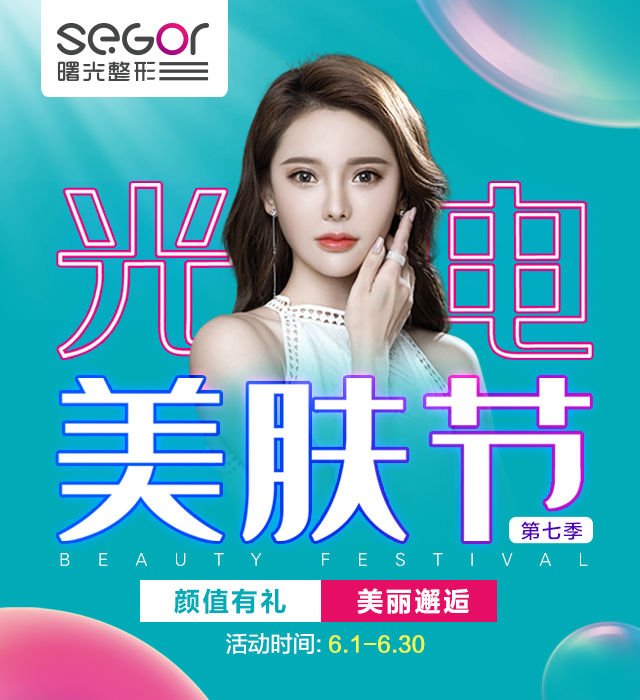 SEGOR
曙光整形
光电
美肤节
第七季
BEAUTY FESTIVAL
颜值有礼 美丽邂逅
活动时间: 6.1-6.30